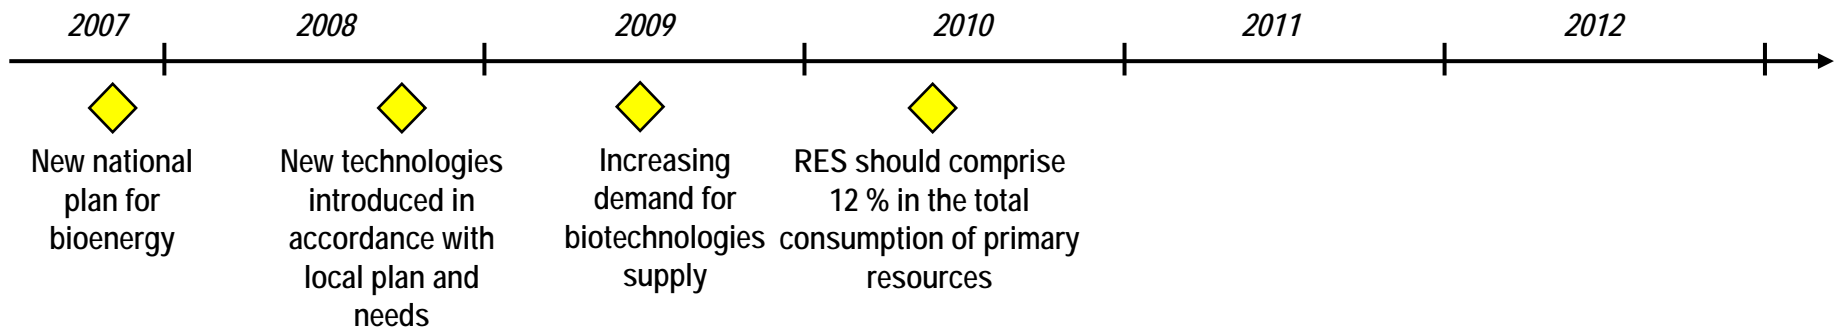 2007 2008 2009 2010 2011 2012
New national
plan for
bioenergy
New technologies
introduced in
accordance with
local plan and
needs
Increasing
demand for
biotechnologies
supply
RES should comprise
12 % in the total
consumption of primary
resources